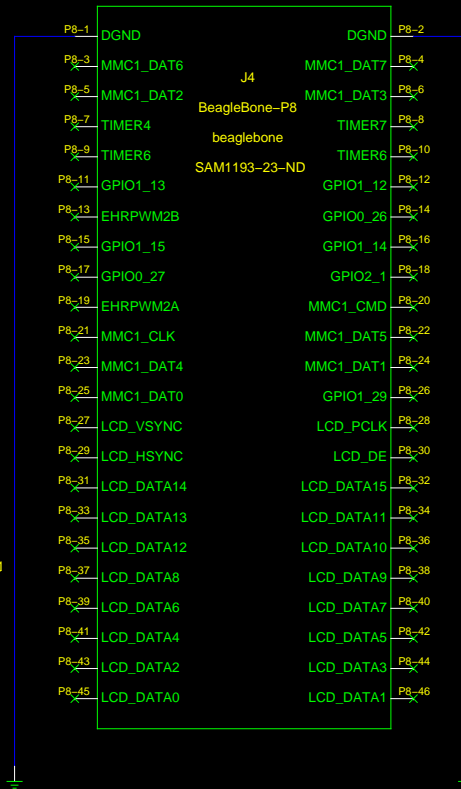 P8-1 DGND DGND P8-2
P8-3 MMC1_DAT6 MMC1_DAT7 P8-4
J4
P8-5 MMC1_DAT2 MMC1_DAT3 P8-6
BeagleBone-P8
P8-7 TIMER4 TIMER7 P8-8
beaglebone
P8-9 TIMER6 TIMER6 P8-10
SAM1193-23-ND
P8-11 GPIO1_13 GPIO1_12 P8-12
P8-13 EHRPWM2B GPIO0_26 P8-14
P8-15 GPIO1_15 GPIO1_14 P8-16
P8-17 GPIO0_27 GPIO2_1 P8-18
P8-19 EHRPWM2A MMC1_CMD P8-20
P8-21 MMC1_CLK MMC1_DAT5 P8-22
P8-23 MMC1_DAT4 MMC1_DAT1 P8-24
P8-25 MMC1_DAT0 GPIO1_29 P8-26
P8-27 LCD_VSYNC LCD_PCLK P8-28
P8-29 LCD_HSYNC LCD_DE P8-30
P8-31 LCD_DATA14 LCD_DATA15 P8-32
P8-33 LCD_DATA13 LCD_DATA11 P8-34
P8-35 LCD_DATA12 LCD_DATA10 P8-36
P8-37 LCD_DATA8 LCD_DATA9 P8-38
P8-39 LCD_DATA6 LCD_DATA7 P8-40
P8-41 LCD_DATA4 LCD_DATA5 P8-42
P8-43 LCD_DATA2 LCD_DATA3 P8-44
P8-45 LCD_DATA0 LCD_DATA1 P8-46